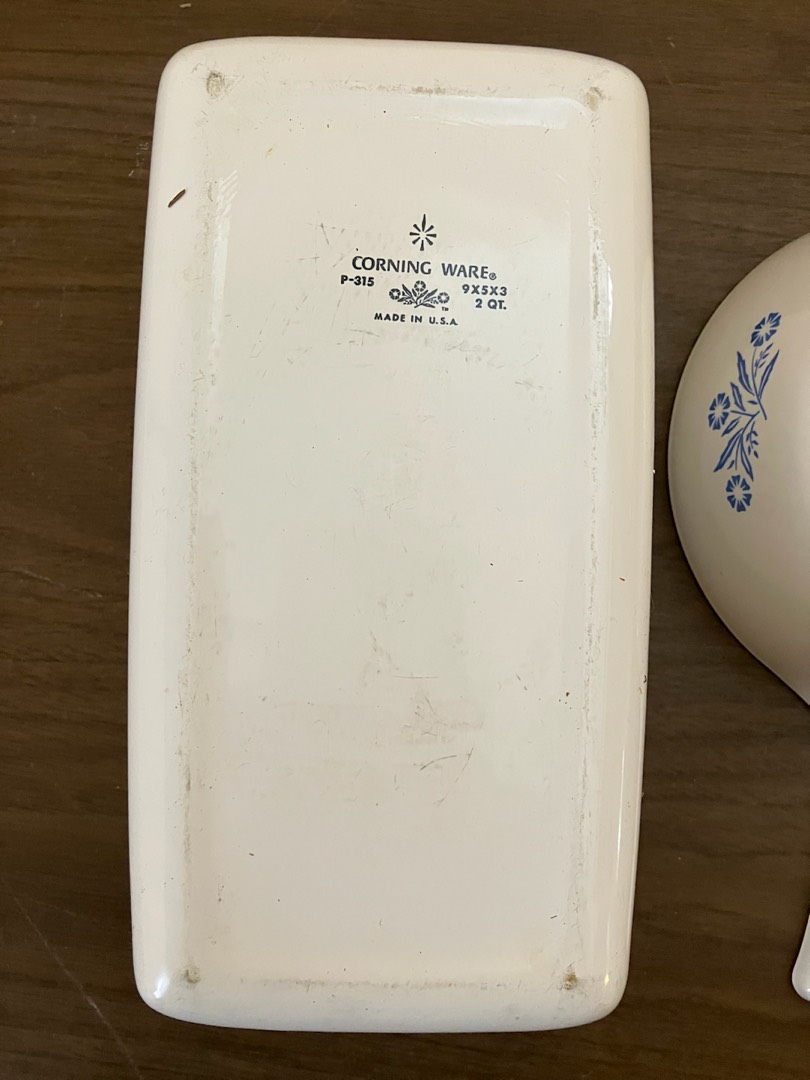 CORNING WARE®
P-315 9X5X3
2 QT.
TM
MADE IN U.S.A.